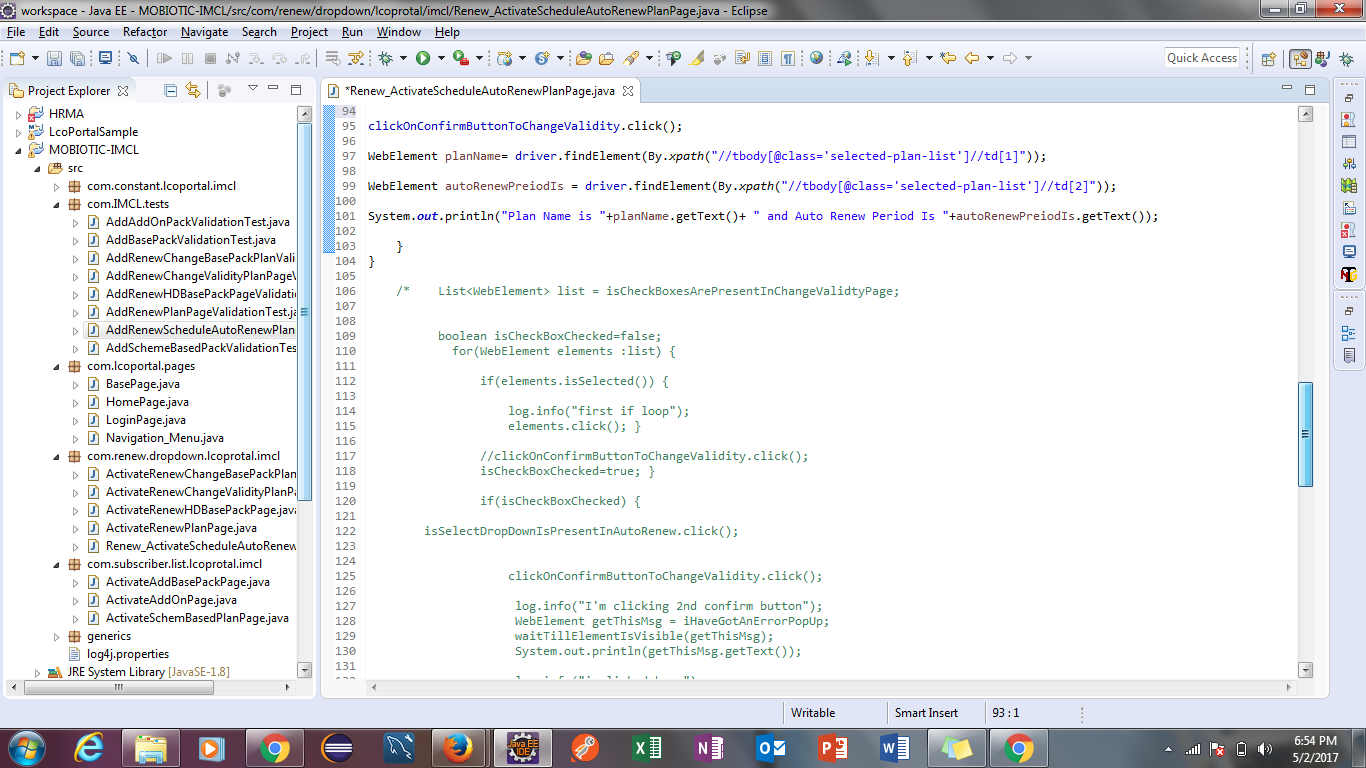 workspace - Java EE - MOBIOTIC-IMCL/src/com/renew/dropdown/lcoprotal/imcl/Renew_ActivateScheduleAutoRenewPlanPage.java - Eclipse
File Edit Source Refactor Navigate Search Project Run Window Help
Quick Access
Project Explorer
HRMA
LcoPortalSample
MOBIOTIC-IMCL
src
com.constant.lcoportal.imcl
com.IMCL.tests
AddAddOnPackValidationTest.java
AddBasePackValidationTest.java
AddRenewChangeBasePackPlanVali
AddRenewChangeValidityPlanPageV
AddRenewHDBasePackPageValidati
AddRenewPlanPageValidationTest.ja
AddRenewScheduleAutoRenewPlan
AddSchemeBasedPackValidationTes
com.lcoportal.pages
BasePage.java
HomePage.java
LoginPage.java
Navigation_Menu.java
com.renew.dropdown.lcoprotal.imcl
ActivateRenewChangeBasePackPlan
ActivateRenewChangeValidityPlanPa
ActivateRenewHDBasePackPage.java
ActivateRenewPlanPage.java
Renew_ActivateScheduleAutoRenew
com.subscriber.list.lcoprotal.imcl
ActivateAddBasePackPage.java
ActivateAddOnPage.java
ActivateSchemBasedPlanPage.java
generics
log4j.properties
JRE System Library [JavaSE-1.8]
*Renew_ActivateScheduleAutoRenewPlanPage.java
94
95 clickOnConfirmButtonToChangeValidity.click();
96
97 WebElement planName= driver.findElement(By.xpath("//tbody[@class='selected-plan-list']//td[1]"));
98
99 WebElement autoRenewPreiodIs = driver.findElement(By.xpath("//tbody[@class='selected-plan-list']//td[2]"));
100
101 System.out.println("Plan Name is "+planName.getText()+ " and Auto Renew Period Is "+autoRenewPreiodIs.getText());
102
103 }
104 }
105
106 /* List<WebElement> list = isCheckBoxesArePresentInChangeValidtyPage;
107
108
109 boolean isCheckBoxChecked=false;
110 for(WebElement elements :list) {
111
112 if(elements.isSelected()) {
113
114 log.info("first if loop");
115 elements.click(); }
116
117 //clickOnConfirmButtonToChangeValidity.click();
118 isCheckBoxChecked=true; }
119
120 if(isCheckBoxChecked) {
121
122 isSelectDropDownIsPresentInAutoRenew.click();
123
124
125 clickOnConfirmButtonToChangeValidity.click();
126
127 log.info("I'm clicking 2nd confirm button");
128 WebElement getThisMsg = iHaveGotAnErrorPopUp;
129 waitTillElementIsVisible(getThisMsg);
130 System.out.println(getThisMsg.getText());
131
Writable Smart Insert 93 : 1
Java EE IDE
6:54 PM
5/2/2017